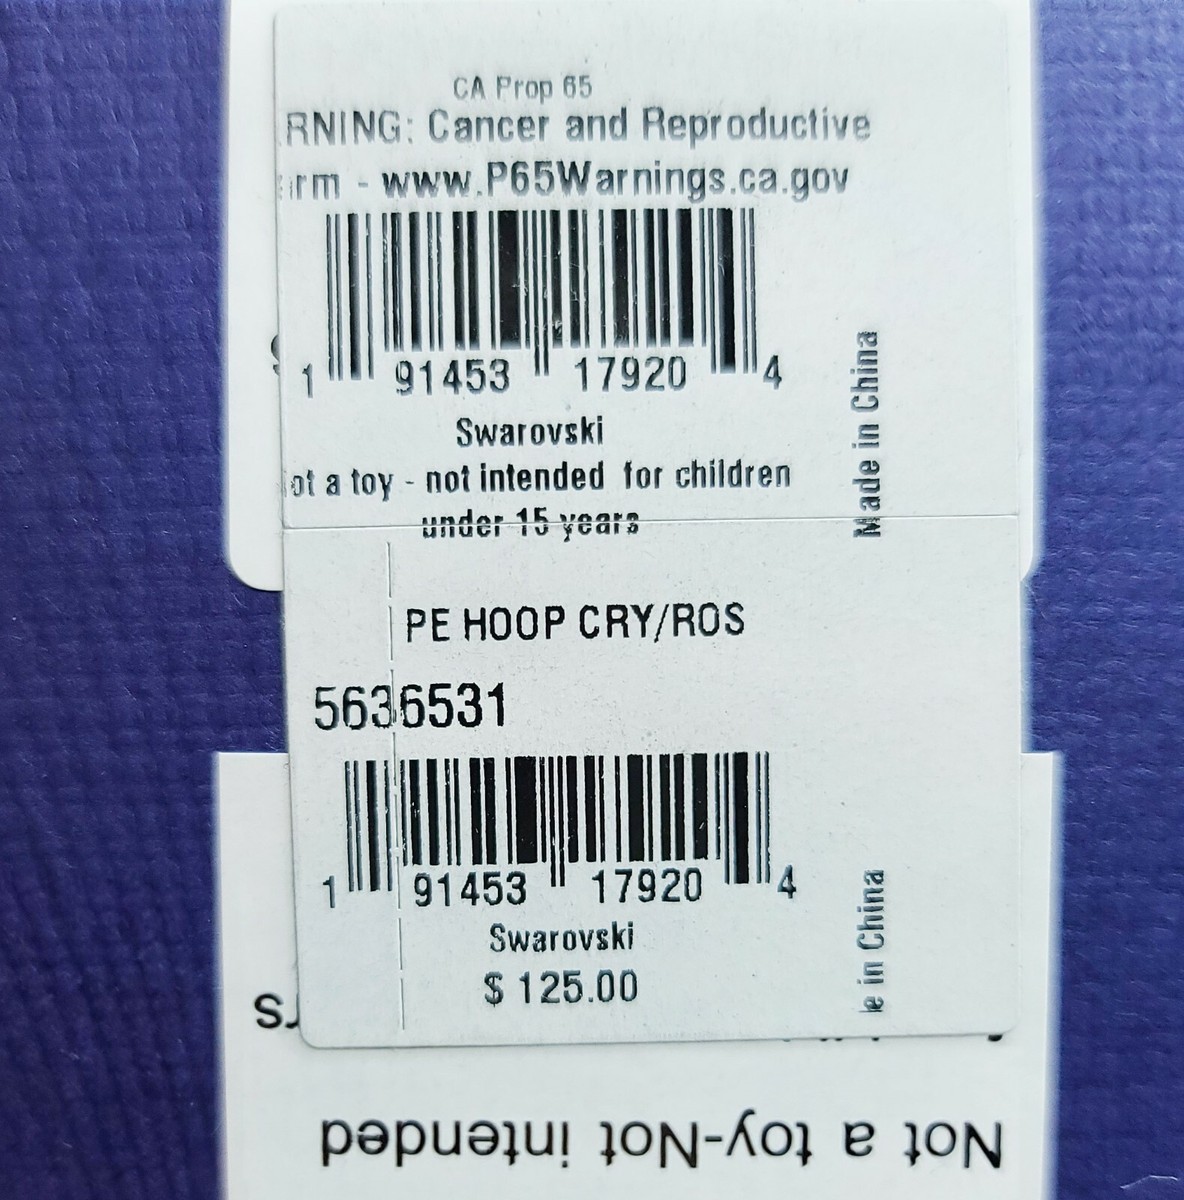 CA Prop 65
RNING: Cancer and Reproductive
arm - www.P65Warnings.ca.gov
1 91453 17920 4
Swarovski
ot a toy - not intended for children
under 15 years
Made in China
PE HOOP CRY/ROS
5636531
1 91453 17920 4
Swarovski
$ 125.00
e in China
Not a toy-Not intended